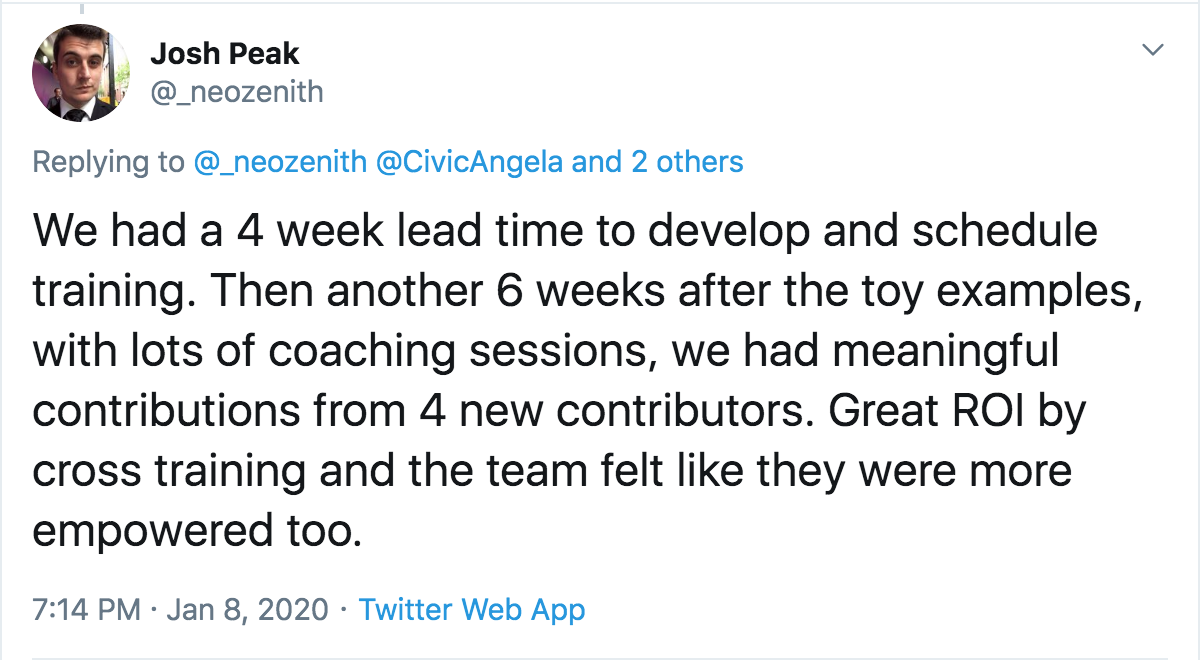 Josh Peak
@_neozenith
Replying to @_neozenith @CivicAngela and 2 others
We had a 4 week lead time to develop and schedule
training. Then another 6 weeks after the toy examples,
with lots of coaching sessions, we had meaningful
contributions from 4 new contributors. Great ROI by
cross training and the team felt like they were more
empowered too.
7:14 PM · Jan 8, 2020 · Twitter Web App